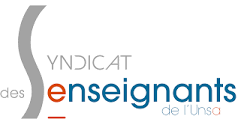 SYNDICAT
des Enseignants
de l'Unsa